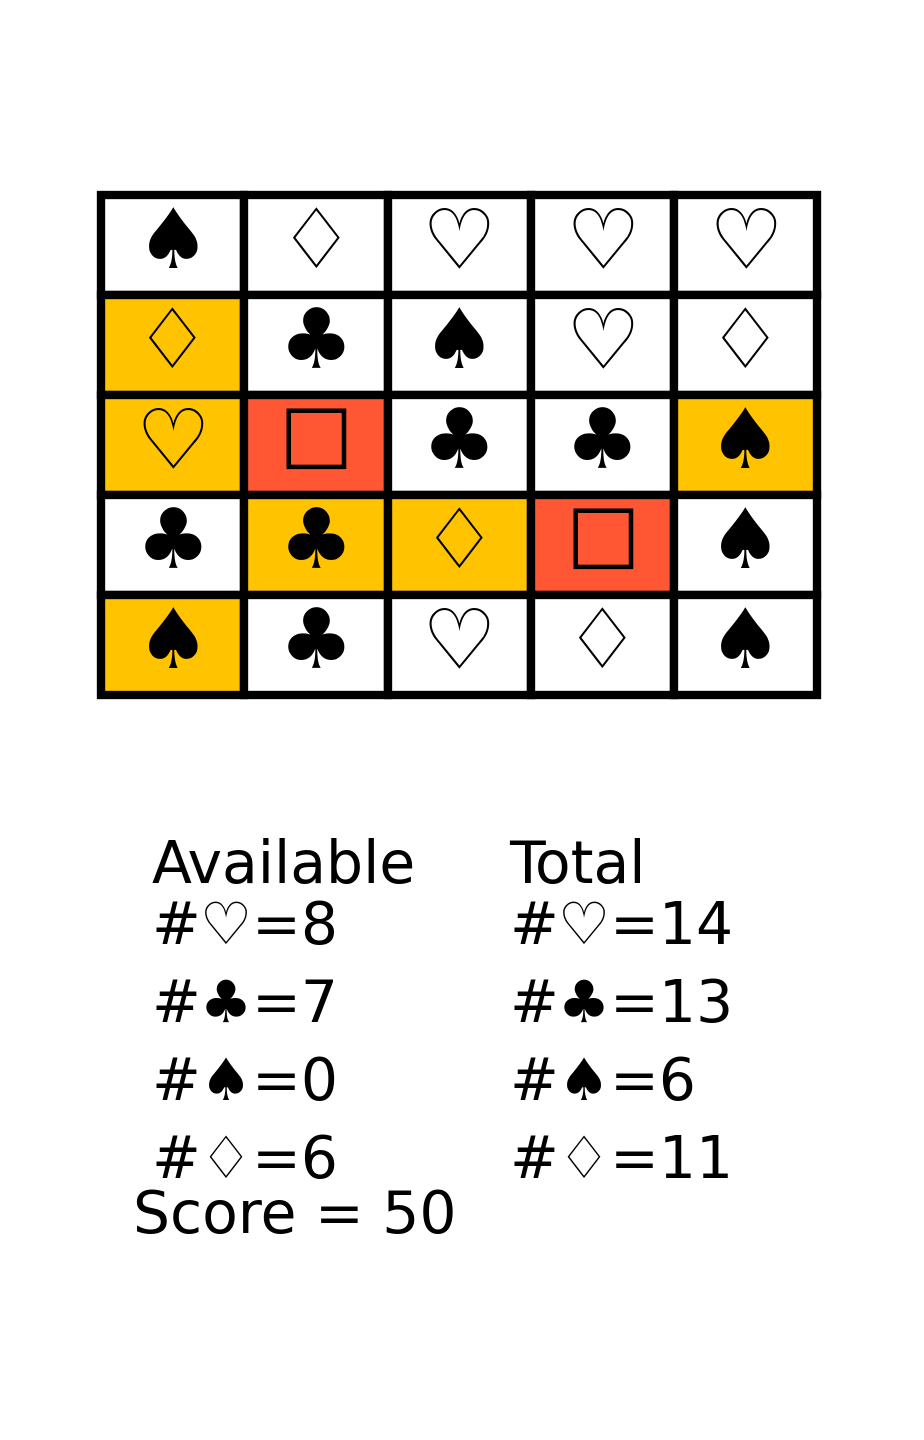 ♠ ♢ ♡ ♡ ♡
♢ ♣ ♠ ♡ ♢
♡ □ ♣ ♣ ♠
♣ ♣ ♢ □ ♠
♠ ♣ ♡ ♢ ♠
Available Total
#♡=8 #♡=14
#♣=7 #♣=13
#♠=0 #♠=6
#♢=6 #♢=11
Score = 50